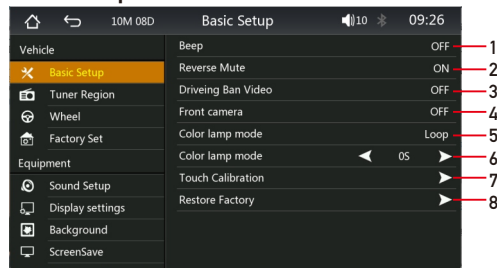 10M 08D Basic Setup 10 09:26
Vehicle
Basic Setup
Tuner Region
Wheel
Factory Set
Equipment
Sound Setup
Display settings
Background
ScreenSave
Beep OFF 1
Reverse Mute ON 2
Driveing Ban Video OFF 3
Front camera OFF 4
Color lamp mode Loop 5
Color lamp mode 0S 6
Touch Calibration 7
Restore Factory 8